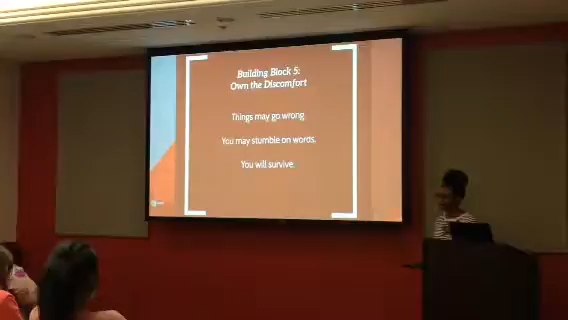 Building Block 5:
Own the Discomfort
Things may go wrong
You may stumble on words.
You will survive.